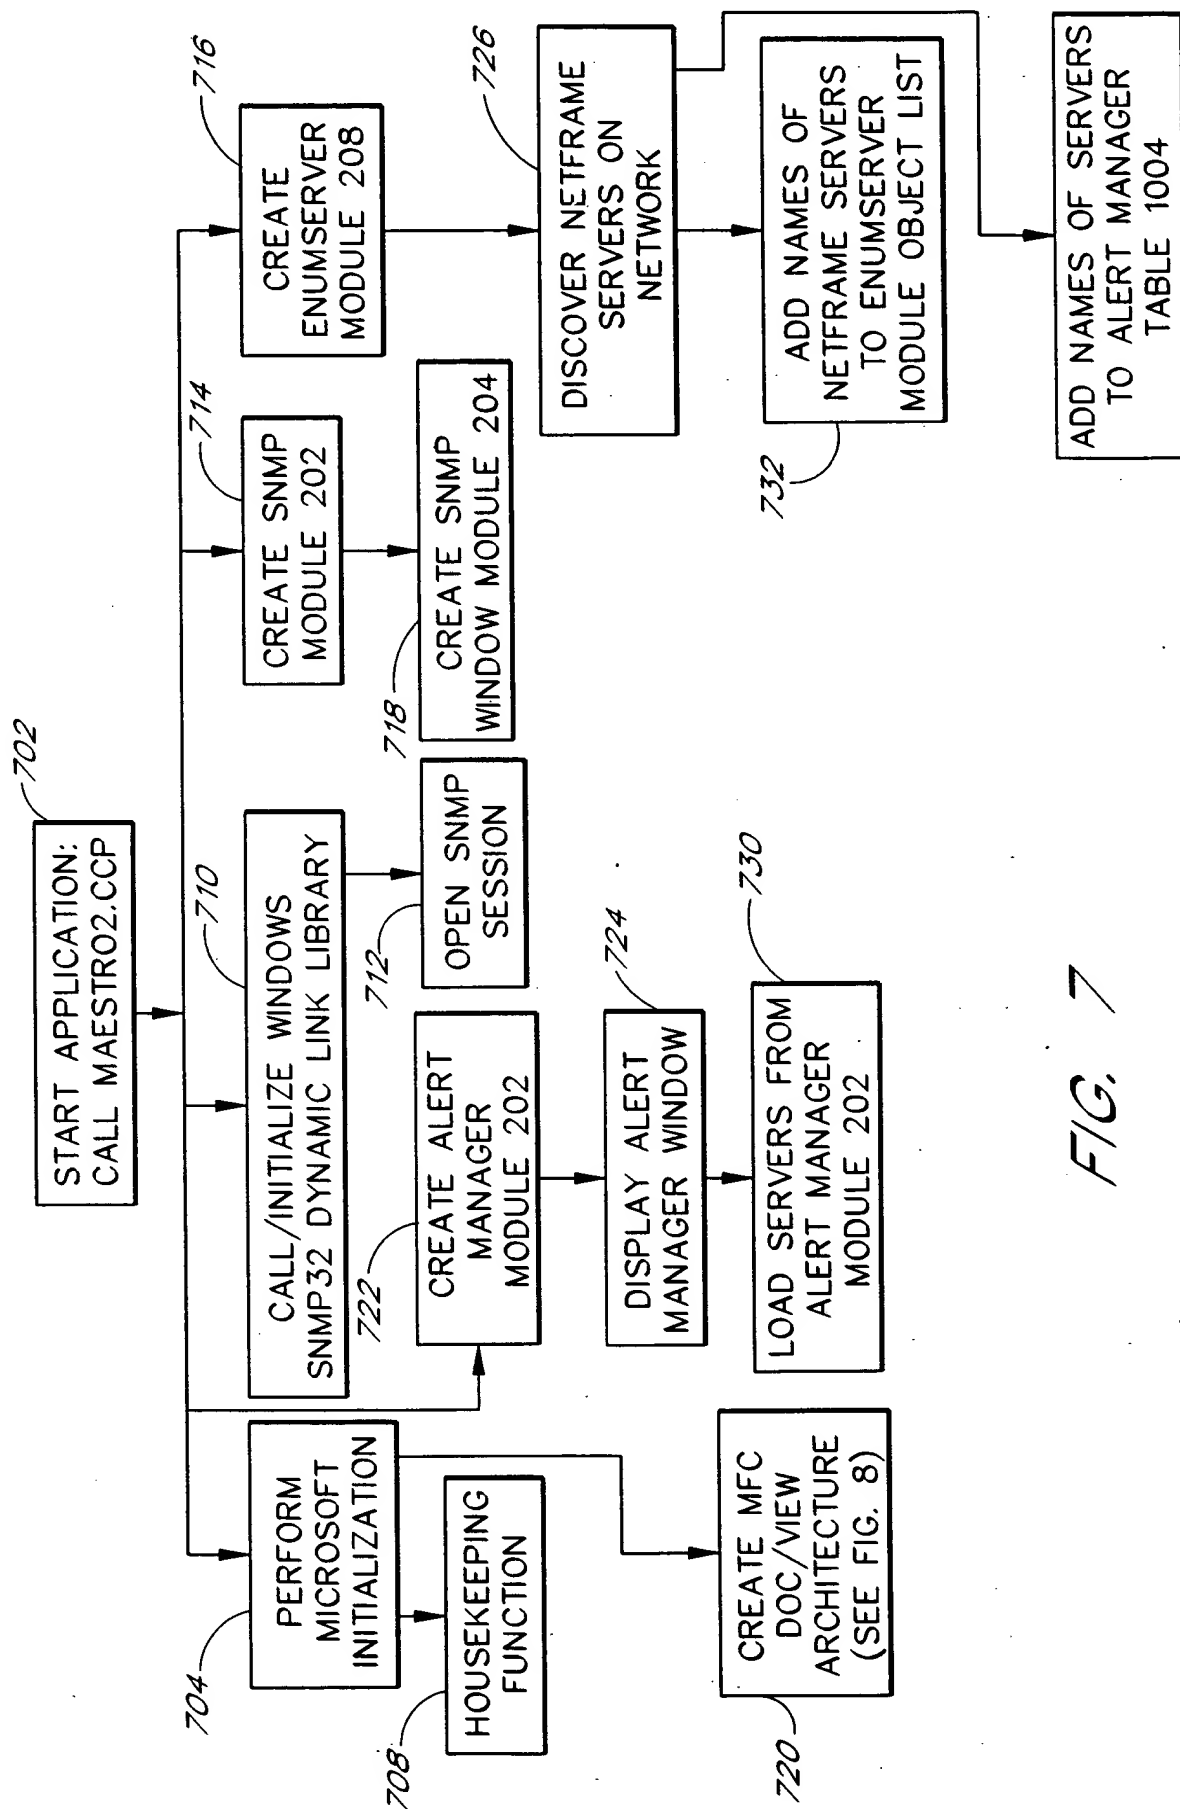 702
START APPLICATION:
CALL MAESTRO2.CCP
704
PERFORM
MICROSOFT
INITIALIZATION
710
CALL/INITIALIZE WINDOWS
SNMP32 DYNAMIC LINK LIBRARY
714
CREATE SNMP
MODULE 202
716
CREATE
ENUMSERVER
MODULE 208
708
HOUSEKEEPING
FUNCTION
722
CREATE ALERT
MANAGER
MODULE 202
712
OPEN SNMP
SESSION
718
CREATE SNMP
WINDOW MODULE 204
726
DISCOVER NETFRAME
SERVERS ON
NETWORK
724
DISPLAY ALERT
MANAGER WINDOW
720
CREATE MFC
DOC/VIEW
ARCHITECTURE
(SEE FIG. 8)
730
LOAD SERVERS FROM
ALERT MANAGER
MODULE 202
732
ADD NAMES OF
NETFRAME SERVERS
TO ENUMSERVER
MODULE OBJECT LIST
ADD NAMES OF SERVERS
TO ALERT MANAGER
TABLE 1004
FIG. 7